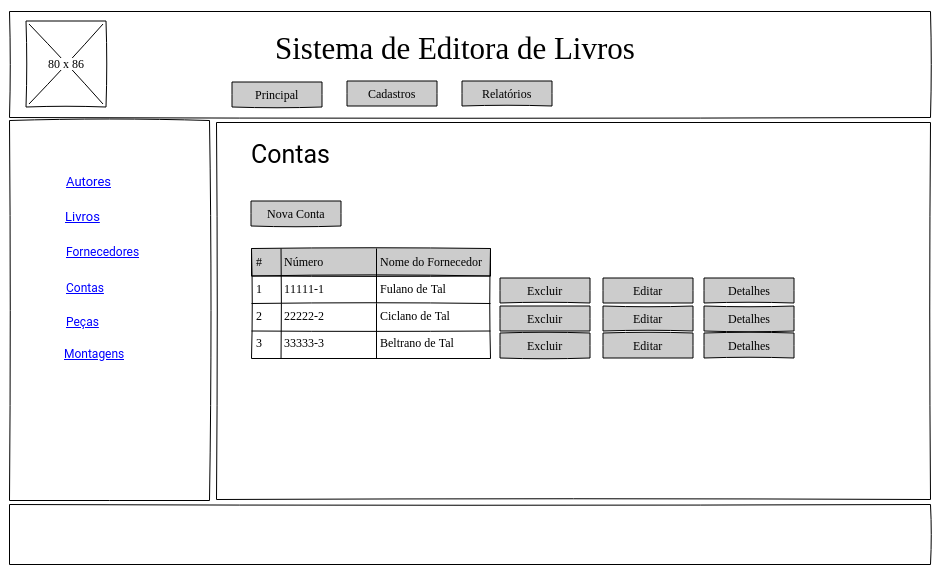 80 x 86
Sistema de Editora de Livros
Principal Cadastros Relatórios
Autores
Livros
Fornecedores
Contas
Peças
Montagens
Contas
Nova Conta
# Número Nome do Fornecedor
1 11111-1 Fulano de Tal Excluir Editar Detalhes
2 22222-2 Ciclano de Tal Excluir Editar Detalhes
3 33333-3 Beltrano de Tal Excluir Editar Detalhes